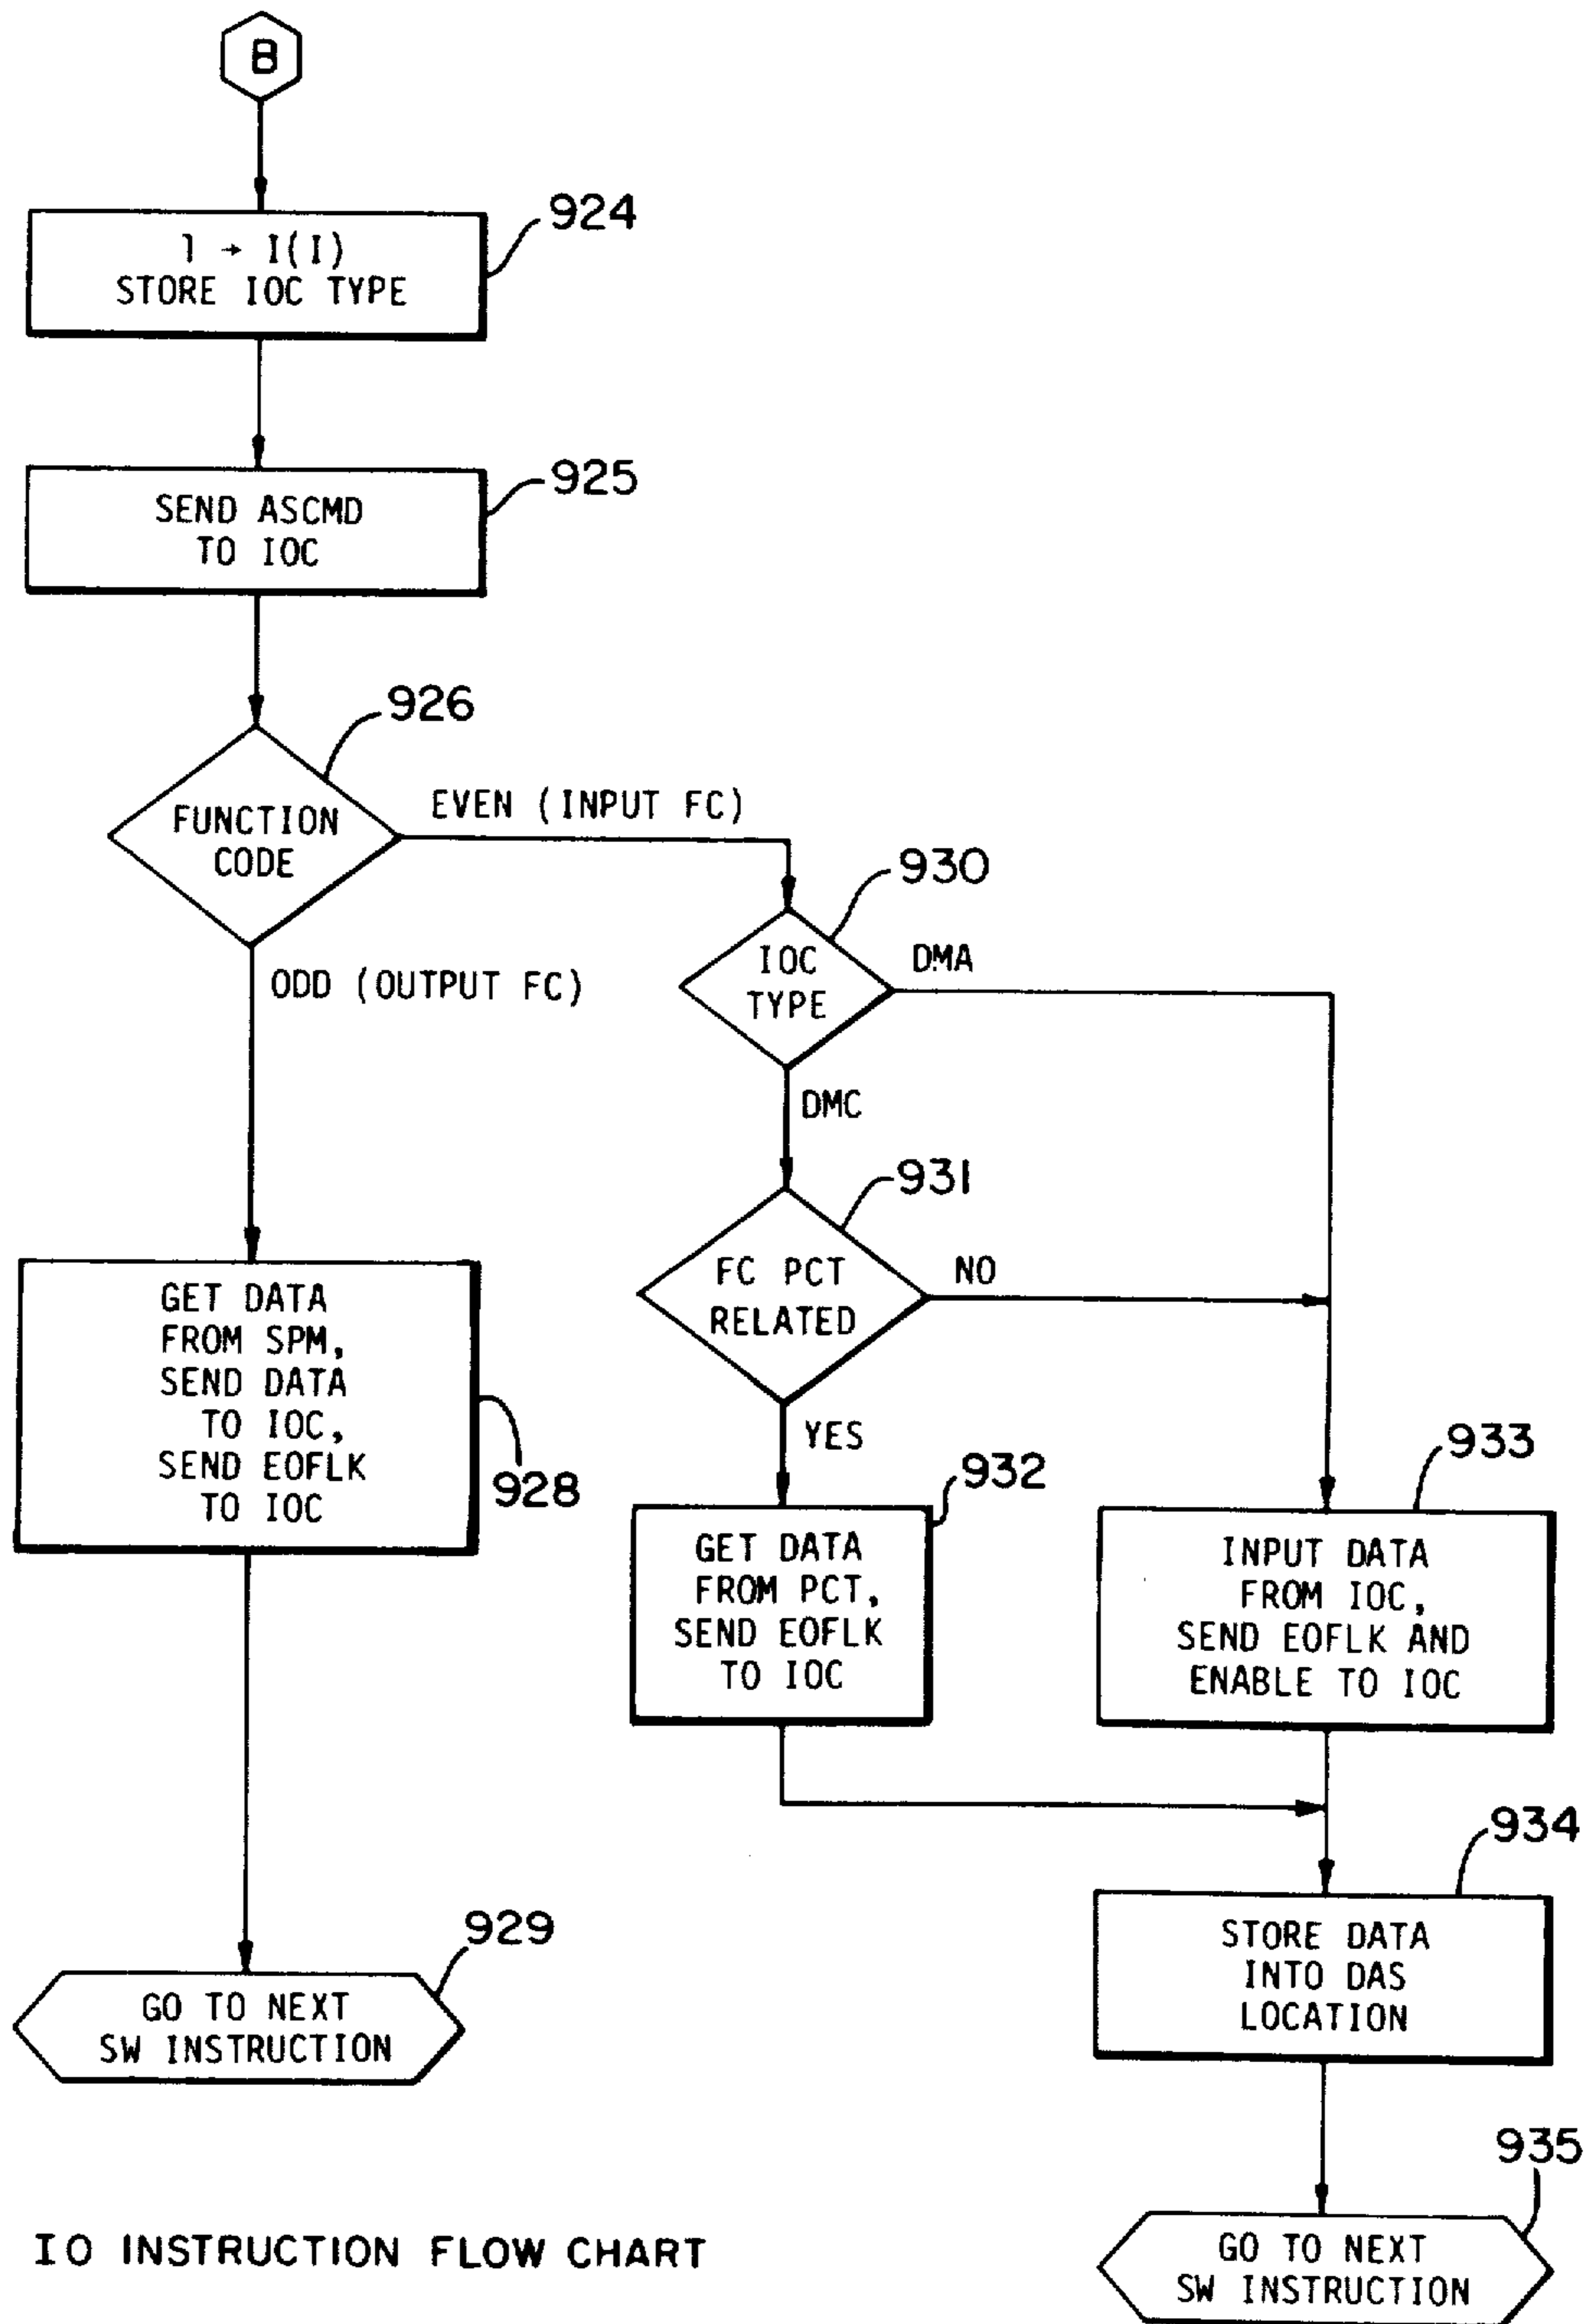 B
924
1 → I(I)
STORE IOC TYPE
925
SEND ASCMD
TO IOC
926
FUNCTION
CODE
EVEN (INPUT FC)
ODD (OUTPUT FC)
930
IOC
TYPE
DMA
DMC
931
FC PCT
RELATED
NO
YES
GET DATA
FROM SPM,
SEND DATA
TO IOC,
SEND EOFLK
TO IOC
928
932
GET DATA
FROM PCT,
SEND EOFLK
TO IOC
933
INPUT DATA
FROM IOC,
SEND EOFLK AND
ENABLE TO IOC
934
STORE DATA
INTO DAS
LOCATION
929
GO TO NEXT
SW INSTRUCTION
935
GO TO NEXT
SW INSTRUCTION
IO INSTRUCTION FLOW CHART